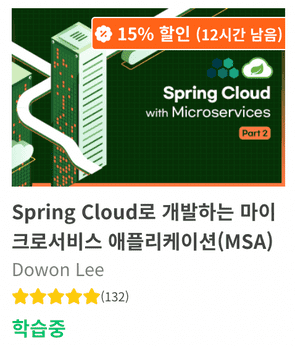 15% 할인 (12시간 남음)
Spring Cloud
with Microservices
Part 2
Spring Cloud로 개발하는 마이
크로서비스 애플리케이션(MSA)
Dowon Lee
(132)
학습중